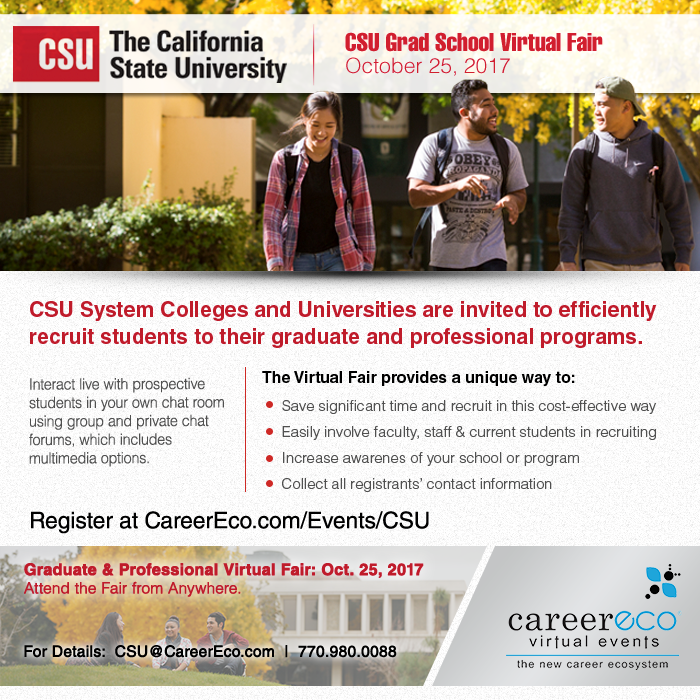 CSU The California
State University
CSU Grad School Virtual Fair
October 25, 2017
OBEY
PROPAGANDA
CSU System Colleges and Universities are invited to efficiently
recruit students to their graduate and professional programs.
Interact live with prospective
students in your own chat room
using group and private chat
forums, which includes
multimedia options.
The Virtual Fair provides a unique way to:
Save significant time and recruit in this cost-effective way
Easily involve faculty, staff & current students in recruiting
Increase awarenes of your school or program
Collect all registrants' contact information
Register at CareerEco.com/Events/CSU
Graduate & Professional Virtual Fair: Oct. 25, 2017
Attend the Fair from Anywhere.
For Details: CSU@CareerEco.com | 770.980.0088
careereco
virtual events
the new career ecosystem